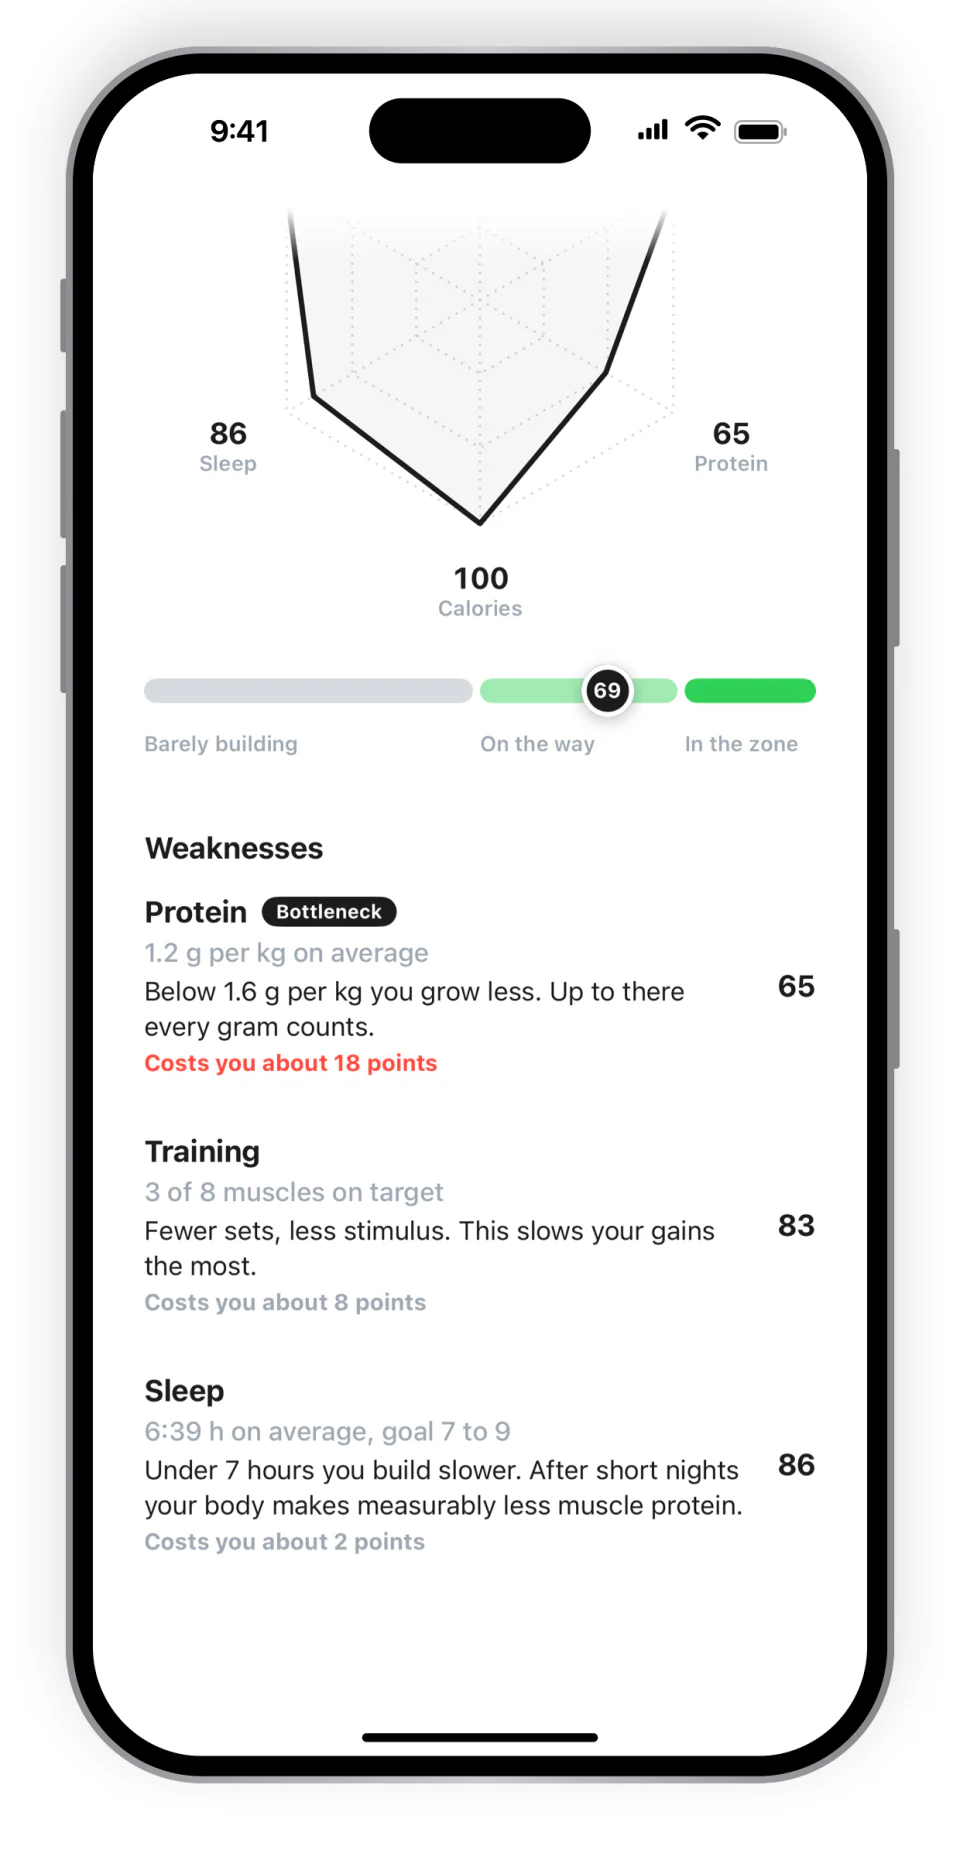 9:41
86
Sleep
65
Protein
100
Calories
69
Barely building
On the way
In the zone
Weaknesses
Protein Bottleneck
1.2 g per kg on average
Below 1.6 g per kg you grow less. Up to there
every gram counts.
65
Costs you about 18 points
Training
3 of 8 muscles on target
Fewer sets, less stimulus. This slows your gains
the most.
83
Costs you about 8 points
Sleep
6:39 h on average, goal 7 to 9
Under 7 hours you build slower. After short nights
your body makes measurably less muscle protein.
86
Costs you about 2 points